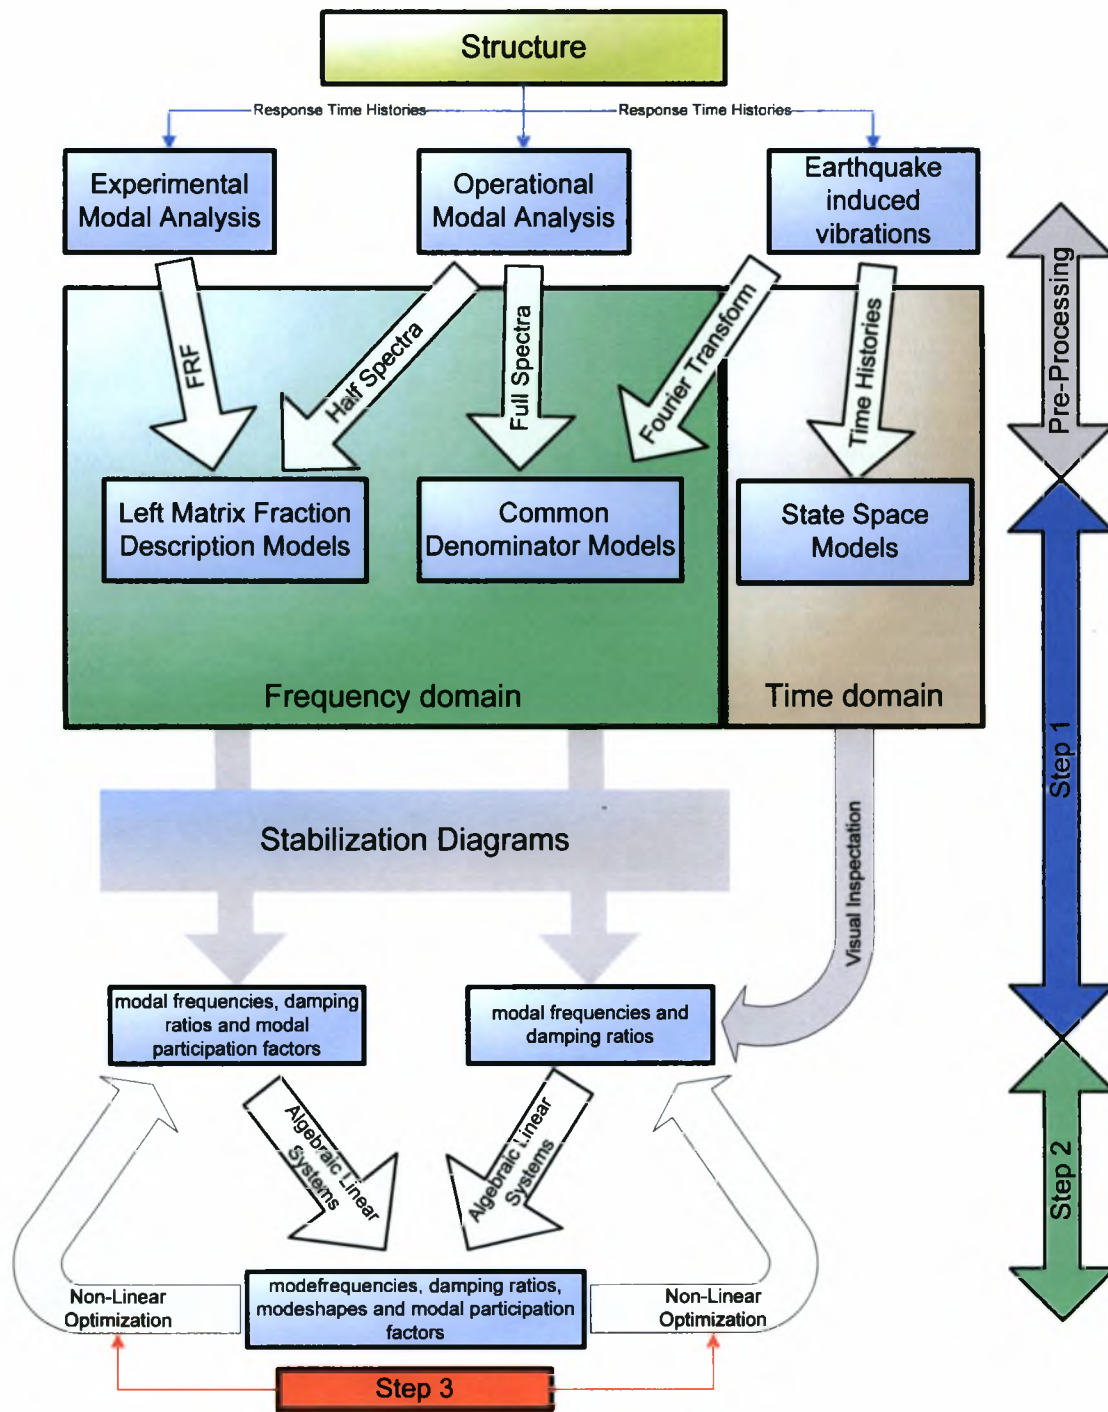 Structure
Response Time Histories
Response Time Histories
Experimental
Modal Analysis
Operational
Modal Analysis
Earthquake
induced
vibrations
Pre-Processing
FRF
Half Spectra
Full Spectra
Fourier Transform
Time Histories
Left Matrix Fraction
Description Models
Common
Denominator Models
State Space
Models
Frequency domain
Time domain
Step 1
Stabilization Diagrams
Visual Inspectation
modal frequencies, damping
ratios and modal
participation factors
modal frequencies and
damping ratios
Algebraic Linear
Systems
Algebraic Linear
Systems
Step 2
Non-Linear
Optimization
modefrequencies, damping ratios,
modeshapes and modal participation
factors
Non-Linear
Optimization
Step 3